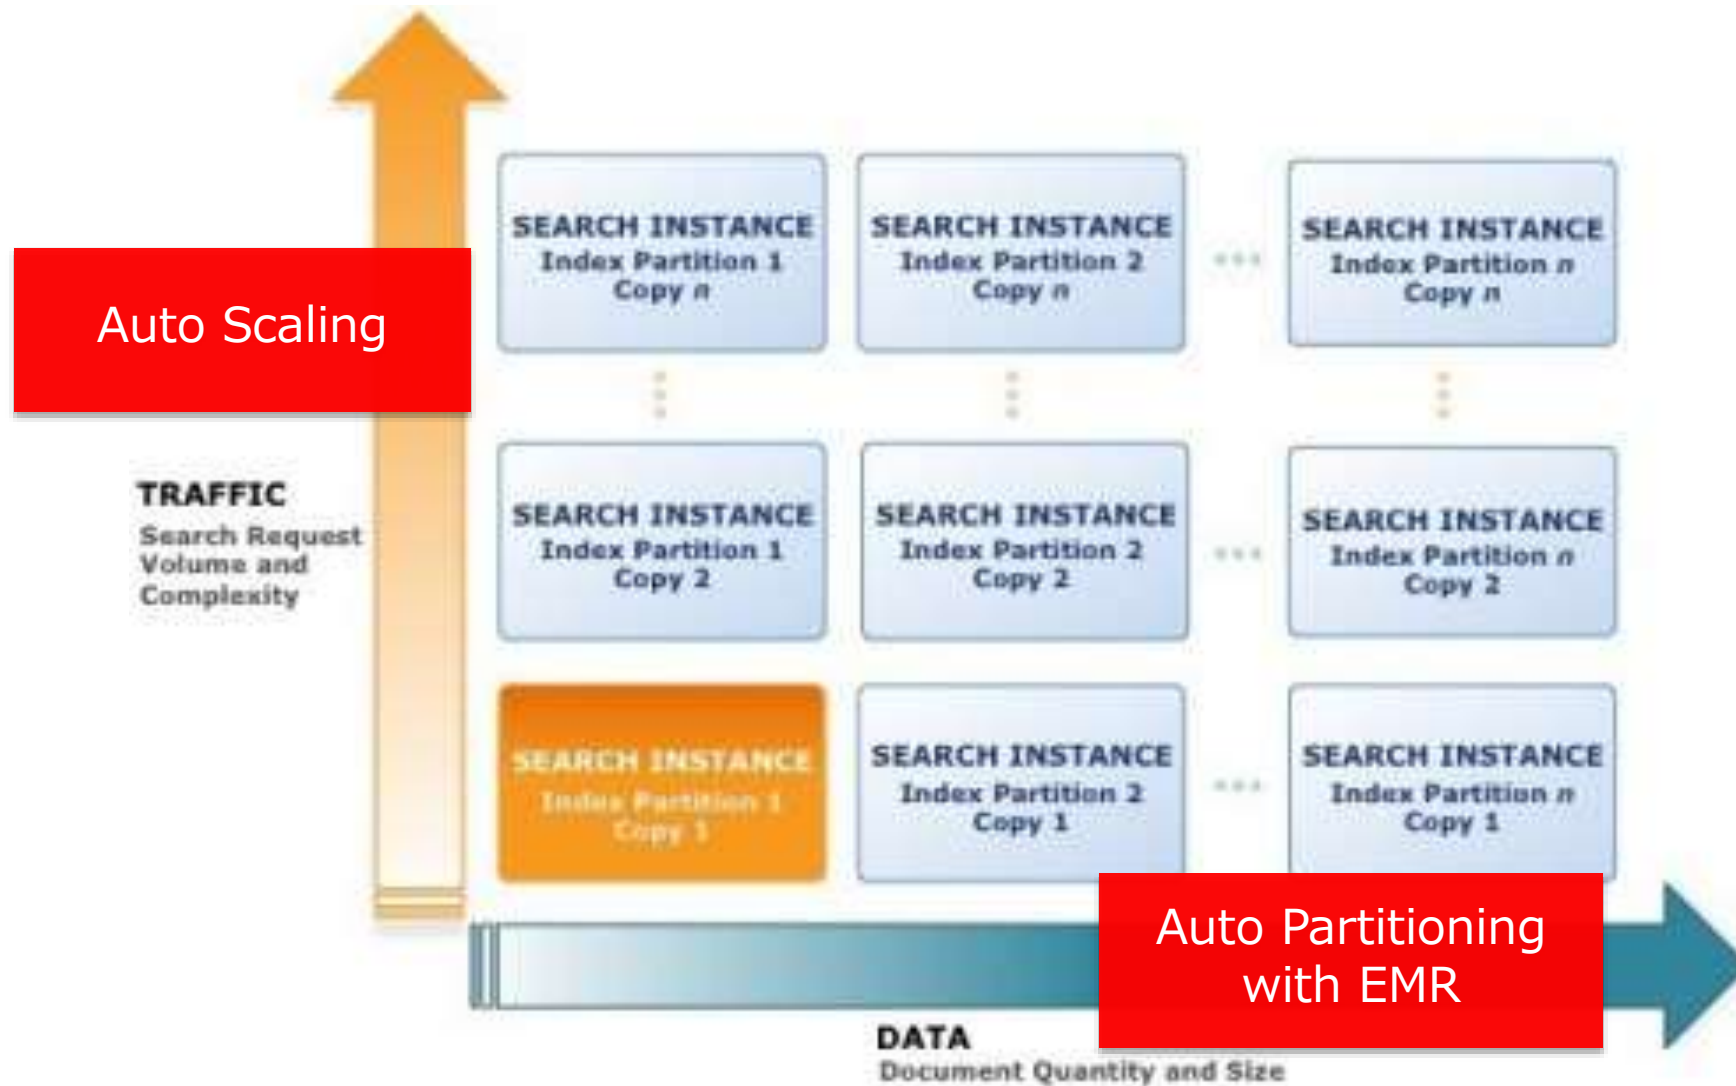 SEARCH INSTANCE
Index Partition 1
Copy n
SEARCH INSTANCE
Index Partition 2
Copy n
SEARCH INSTANCE
Index Partition n
Copy n
Auto Scaling
TRAFFIC
Search Request
Volume and
Complexity
SEARCH INSTANCE
Index Partition 1
Copy 2
SEARCH INSTANCE
Index Partition 2
Copy 2
SEARCH INSTANCE
Index Partition n
Copy 2
SEARCH INSTANCE
Index Partition 1
Copy 1
SEARCH INSTANCE
Index Partition 2
Copy 1
SEARCH INSTANCE
Index Partition n
Copy 1
Auto Partitioning
with EMR
DATA
Document Quantity and Size